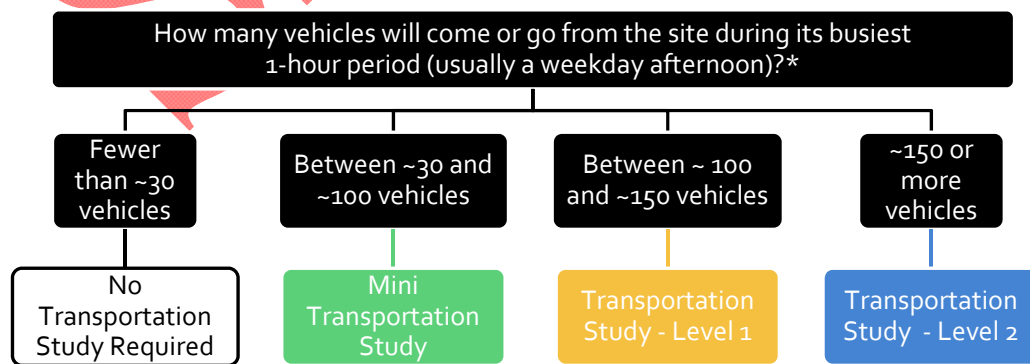 How many vehicles will come or go from the site during its busiest
1-hour period (usually a weekday afternoon)?*
Fewer
than ~30
vehicles
Between ~30 and
~100 vehicles
Between ~ 100
and ~150 vehicles
~150 or
more
vehicles
No
Transportation
Study Required
Mini
Transportation
Study
Transportation
Study - Level 1
Transportation
Study - Level 2